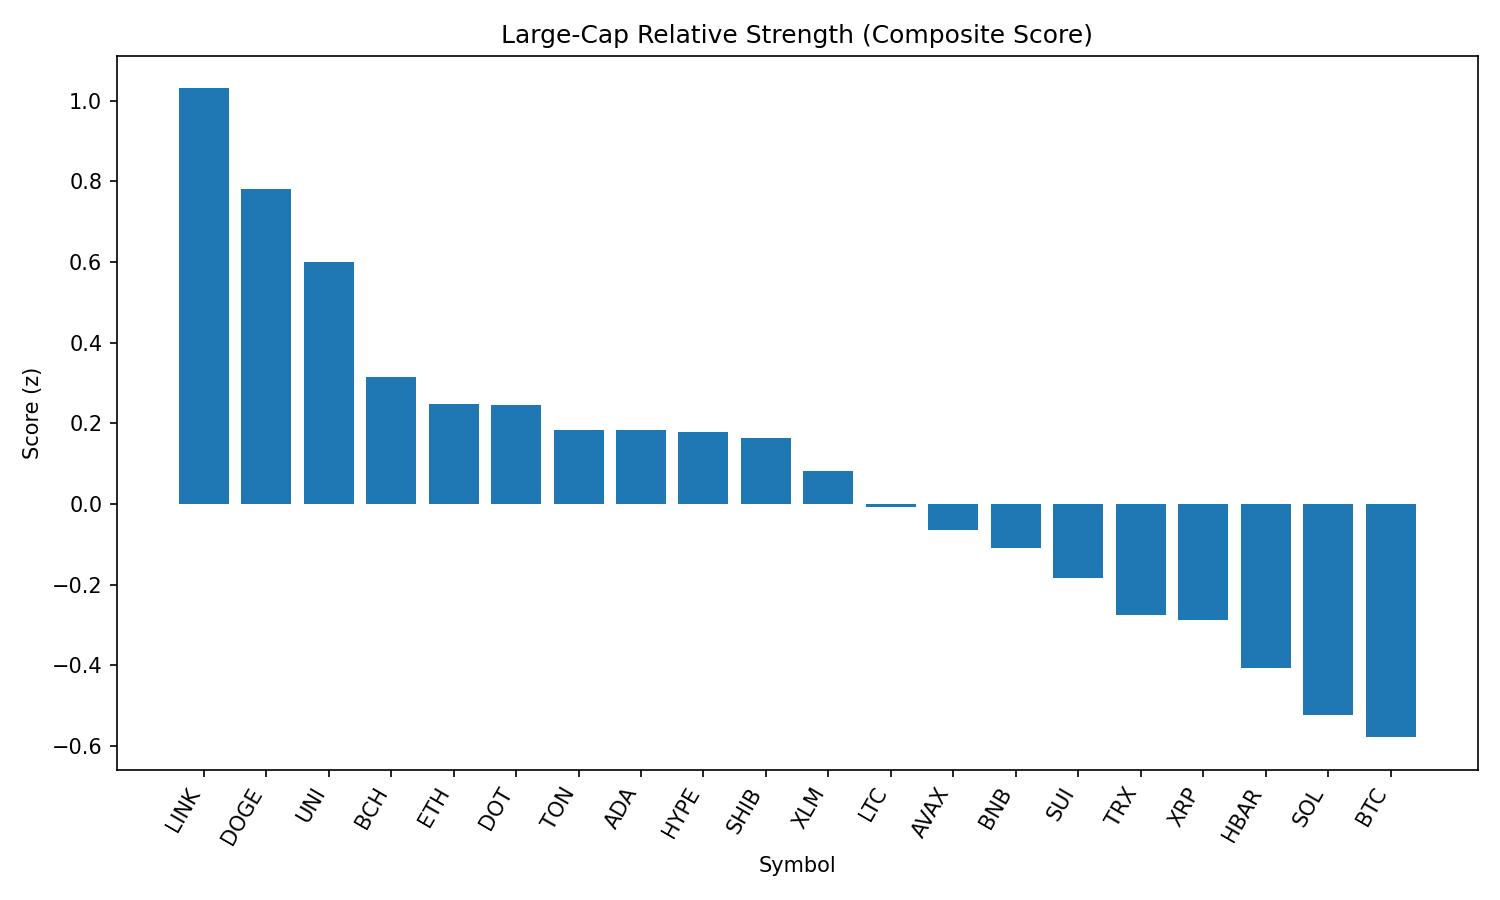 Large-Cap Relative Strength (Composite Score)
1.0
0.8
0.6
0.4
0.2
0.0
−0.2
−0.4
−0.6
Score (z)
LINK
DOGE
UNI
BCH
ETH
DOT
TON
ADA
HYPE
SHIB
XLM
LTC
AVAX
BNB
SUI
TRX
XRP
HBAR
SOL
BTC
Symbol